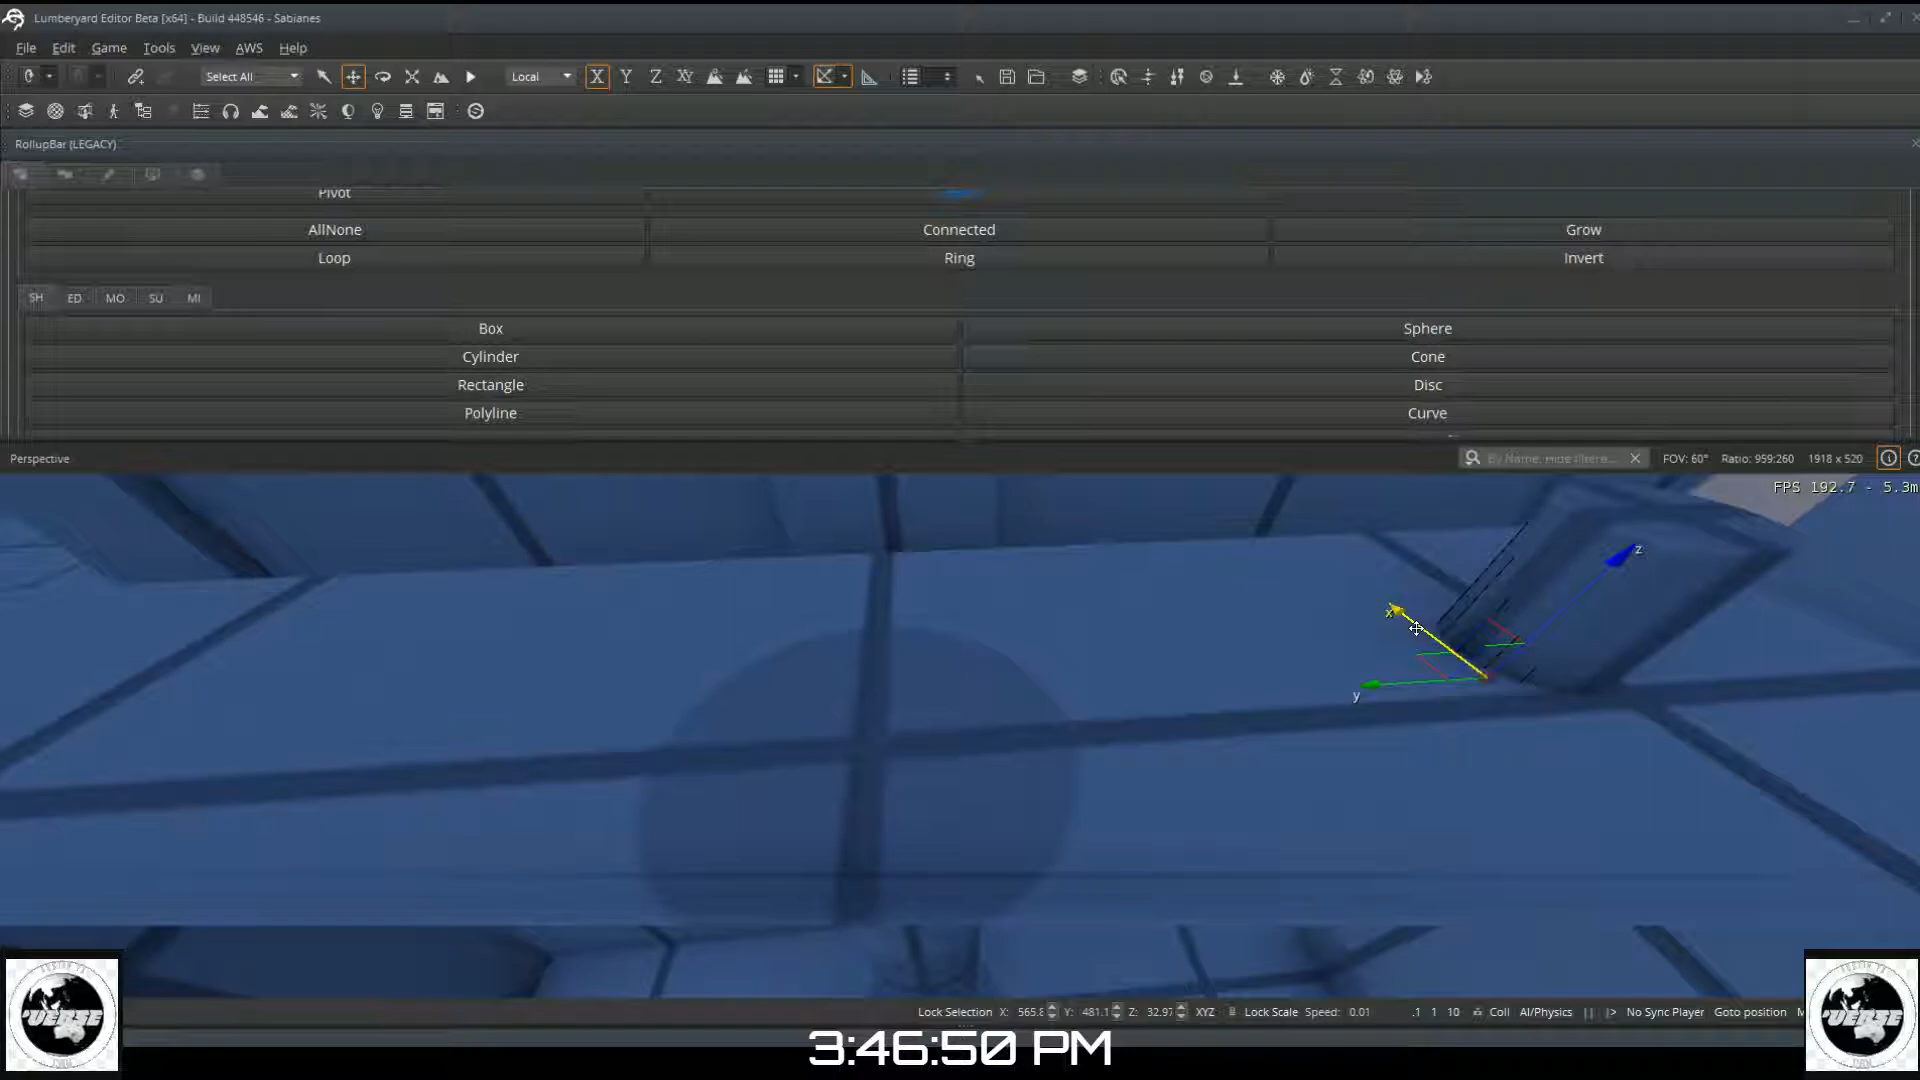 Lumberyard Editor Beta [x64] - Build 448546 - Sabianes
File Edit Game Tools View AWS Help
Select All Local X Y Z XY
RollupBar (LEGACY)
Pivot
AllNone Connected Grow
Loop Ring Invert
SH ED MO SU MI
Box Sphere
Cylinder Cone
Rectangle Disc
Polyline Curve
Perspective FOV: 60° Ratio: 959:260 1918 x 520
FPS 192.7 - 5.3m
z
x
y
Lock Selection X: 565.8 Y: 481.1 Z: 32.97 XYZ Lock Scale Speed: 0.01 .1 1 10 Coll AI/Physics No Sync Player Goto position
'VERSE 'VERSE
3:46:50 PM